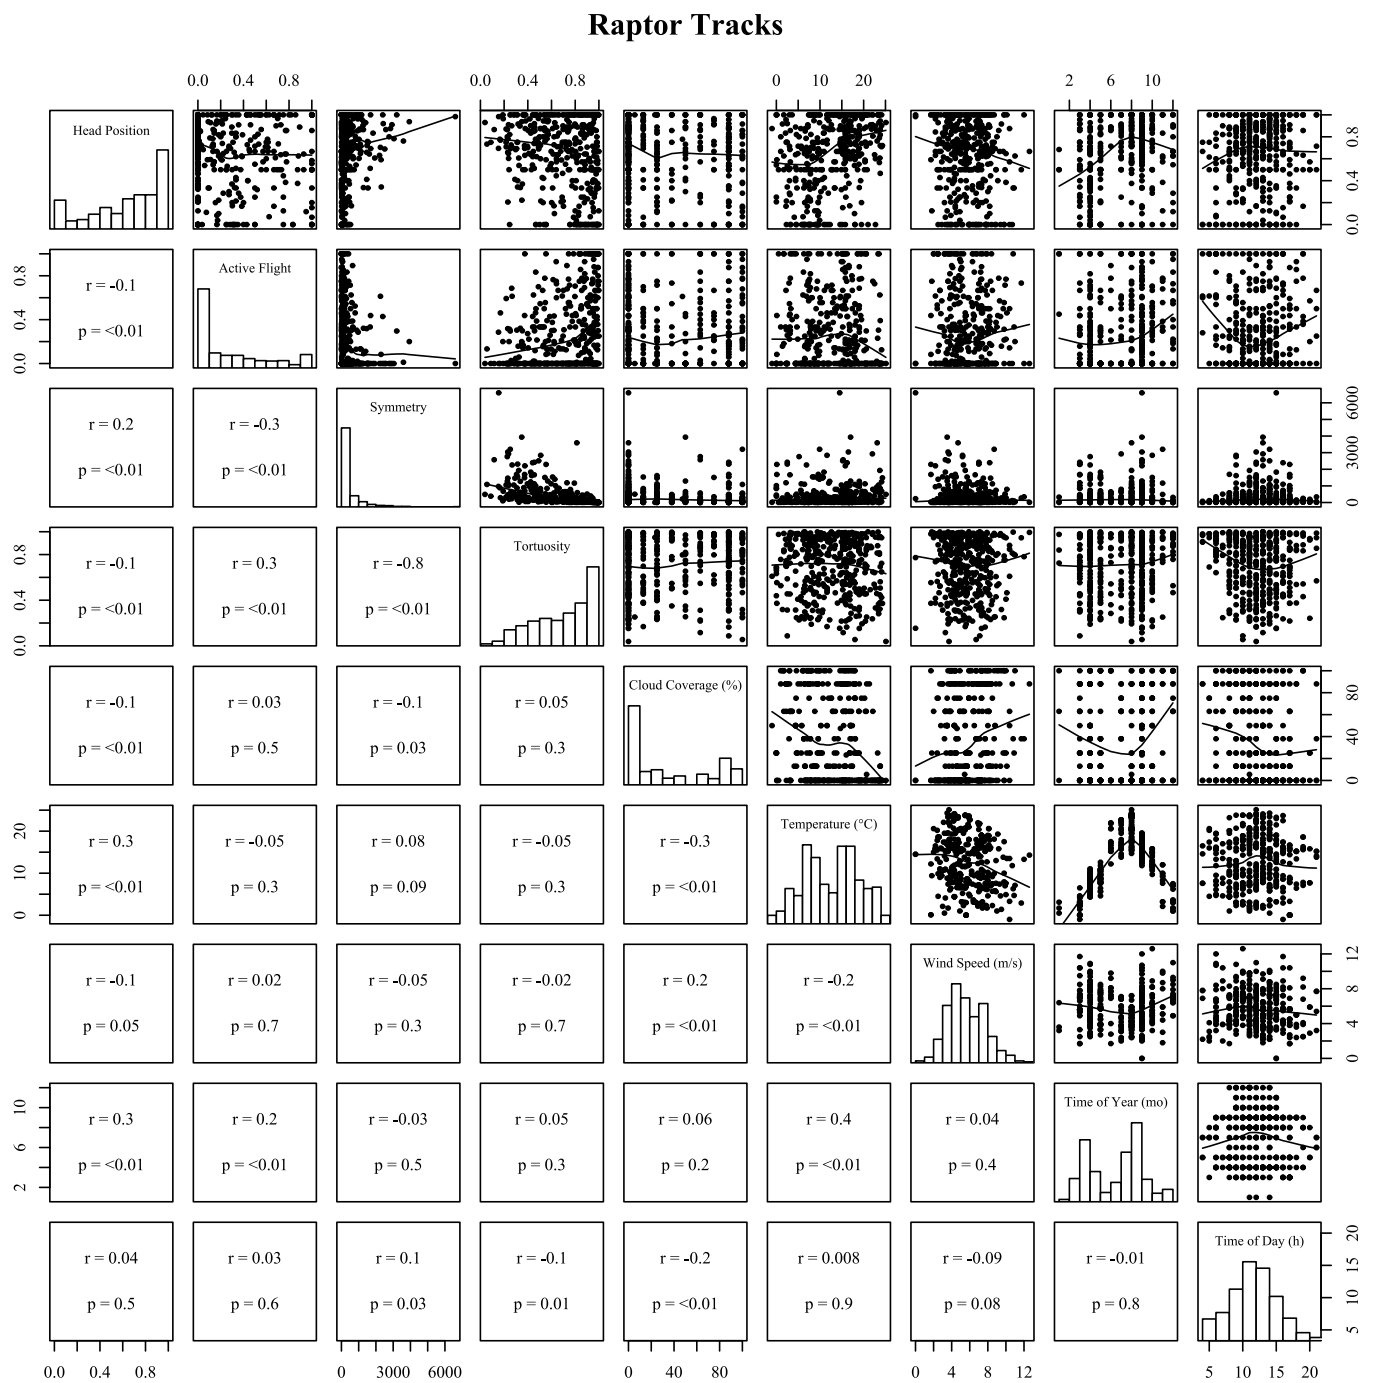 Raptor Tracks
0.0 0.4 0.8 0.0 0.4 0.8 0 10 20 2 6 10
Head Position
0.0 0.4 0.8
Active Flight
r = -0.1
p = <0.01
0.0 0.4 0.8
Symmetry
r = 0.2 r = -0.3
p = <0.01 p = <0.01
0 3000 6000
Tortuosity
r = -0.1 r = 0.3 r = -0.8
p = <0.01 p = <0.01 p = <0.01
0.0 0.4 0.8
Cloud Coverage (%)
r = -0.1 r = 0.03 r = -0.1 r = 0.05
p = <0.01 p = 0.5 p = 0.03 p = 0.3
0 40 80
Temperature (°C)
r = 0.3 r = -0.05 r = 0.08 r = -0.05 r = -0.3
p = <0.01 p = 0.3 p = 0.09 p = 0.3 p = <0.01
0 10 20
Wind Speed (m/s)
r = -0.1 r = 0.02 r = -0.05 r = -0.02 r = 0.2 r = -0.2
p = 0.05 p = 0.7 p = 0.3 p = 0.7 p = <0.01 p = <0.01
0 4 8 12
Time of Year (mo)
r = 0.3 r = 0.2 r = -0.03 r = 0.05 r = 0.06 r = 0.4 r = 0.04
p = <0.01 p = <0.01 p = 0.5 p = 0.3 p = 0.2 p = <0.01 p = 0.4
2 6 10
Time of Day (h)
r = 0.04 r = 0.03 r = 0.1 r = -0.1 r = -0.2 r = 0.008 r = -0.09 r = -0.01
p = 0.5 p = 0.6 p = 0.03 p = 0.01 p = <0.01 p = 0.9 p = 0.08 p = 0.8
5 10 15 20
0.0 0.4 0.8 0 3000 6000 0 40 80 0 4 8 12 5 10 15 20